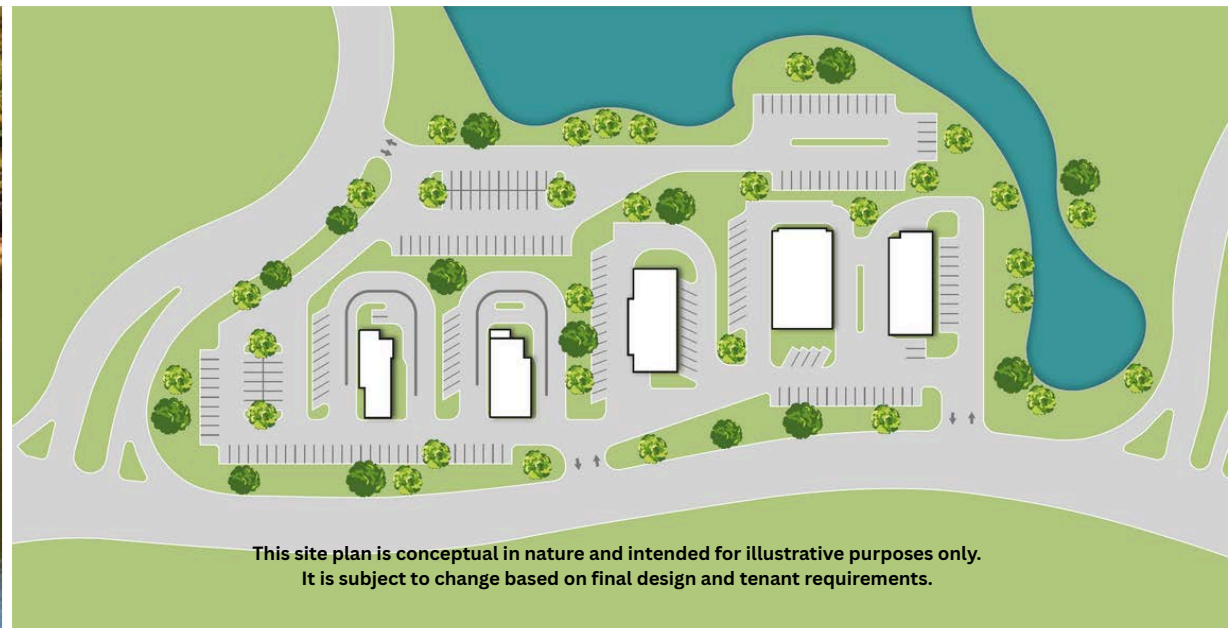 This site plan is conceptual in nature and intended for illustrative purposes only.
It is subject to change based on final design and tenant requirements.